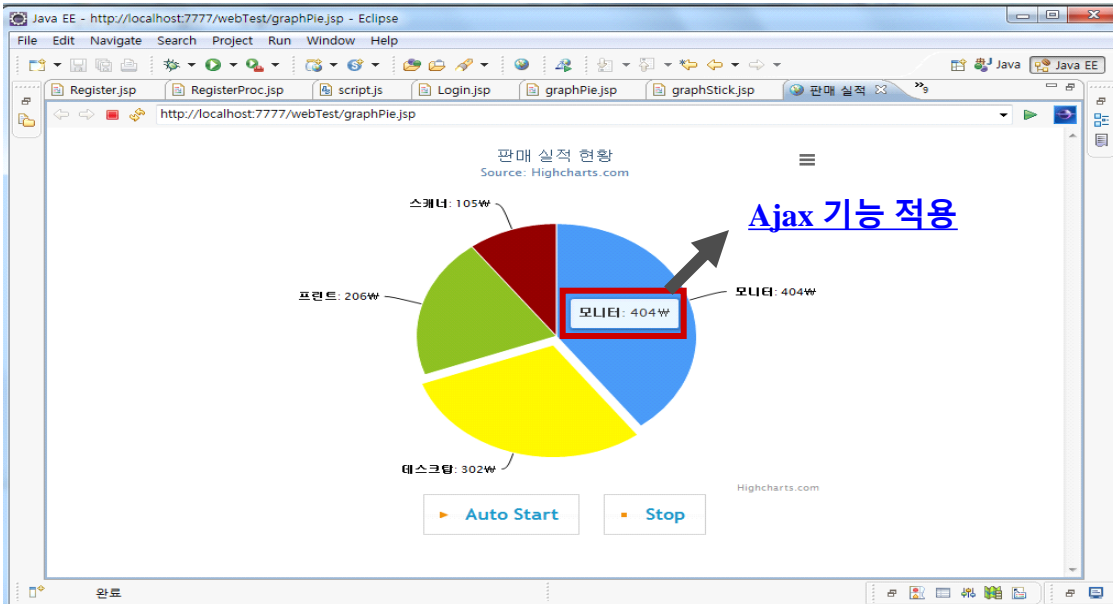 Java EE - http://localhost:7777/webTest/graphPie.jsp - Eclipse
File Edit Navigate Search Project Run Window Help
Java Java EE
Register.jsp RegisterProc.jsp script.js Login.jsp graphPie.jsp graphStick.jsp 판매 실적 »9
http://localhost:7777/webTest/graphPie.jsp
판매 실적 현황
Source: Highcharts.com
스캐너: 105₩
Ajax 기능 적용
프린트: 206₩
모니터: 404₩
모니터: 404₩
데스크탑: 302₩
Highcharts.com
Auto Start Stop
완료